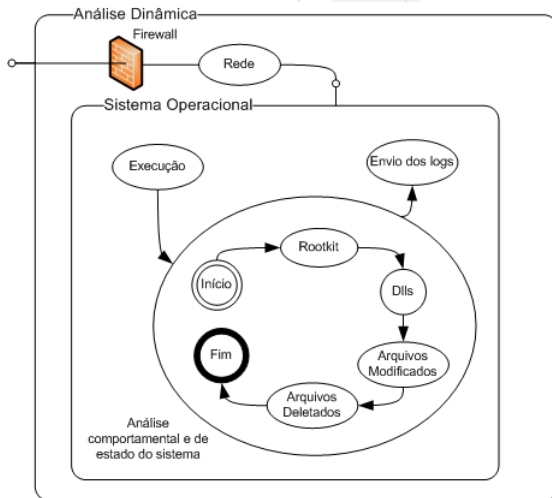 Análise Dinâmica
Firewall
Rede
Sistema Operacional
Execução
Envio dos logs
Rootkit
Início
Dlls
Fim
Arquivos
Modificados
Arquivos
Deletados
Análise
comportamental e de
estado do sistema